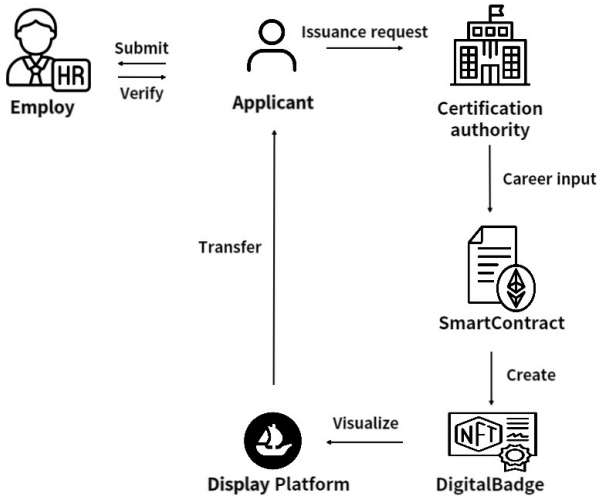 Issuance request
Submit
HR
Verify
Employ
Applicant
Certification
authority
Career input
Transfer
SmartContract
Create
Visualize
NFT
Display Platform
DigitalBadge